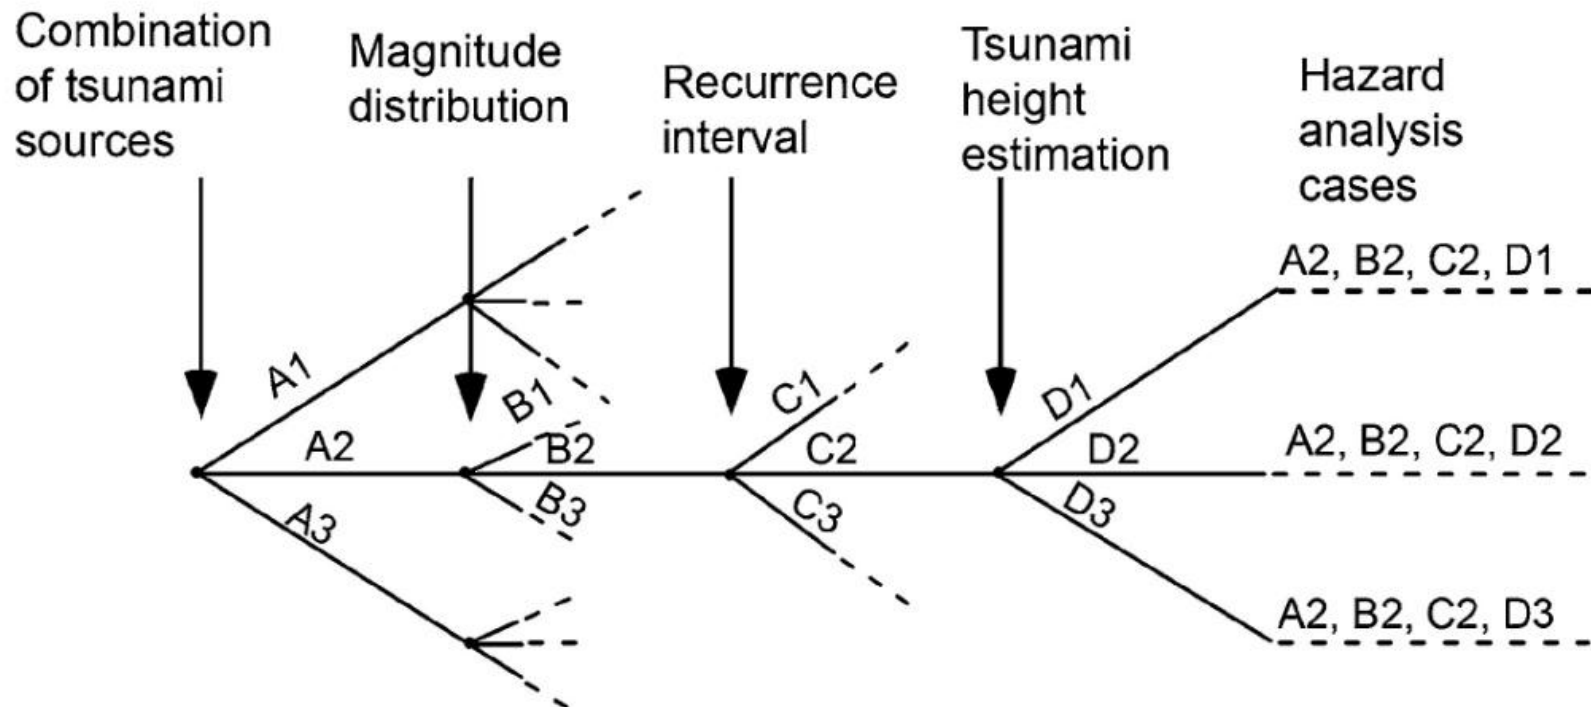 Combination
of tsunami
sources
Magnitude
distribution
Recurrence
interval
Tsunami
height
estimation
Hazard
analysis
cases
A1
A2
A3
B1
B2
B3
C1
C2
C3
D1
D2
D3
A2, B2, C2, D1
A2, B2, C2, D2
A2, B2, C2, D3